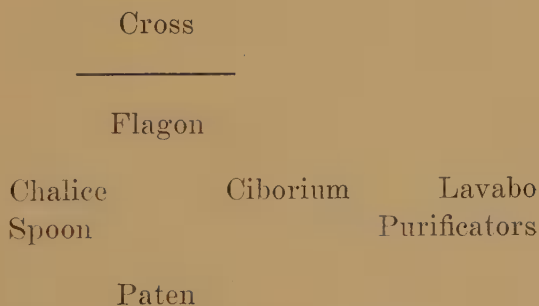 Cross
Flagon
Chalice Ciborium Lavabo
Spoon Purificators
Paten